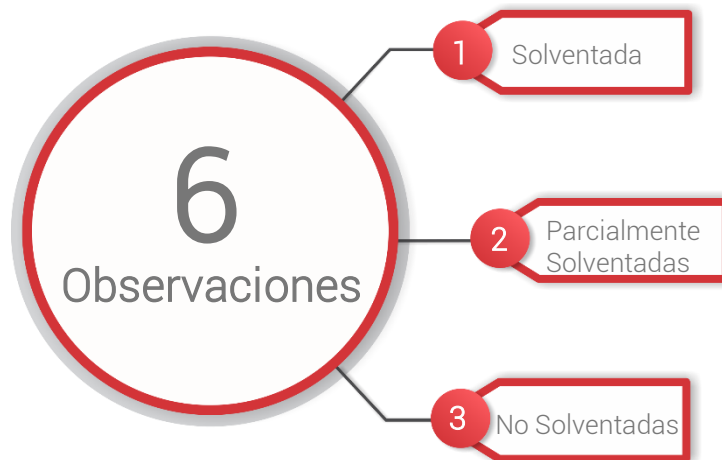 6
Observaciones
1
Solventada
2
Parcialmente
Solventadas
3
No Solventadas